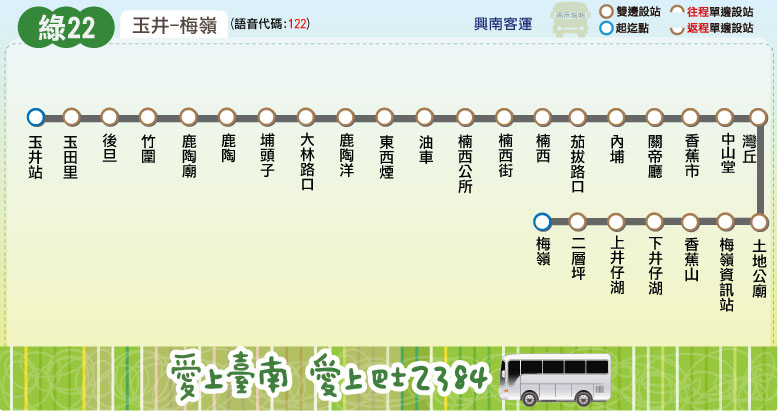 綠22
玉井-梅嶺
(語音代碼:122)
興南客運
圖示說明
雙邊設站
起迄點
往程單邊設站
返程單邊設站
玉井站
玉田里
後旦
竹圍
鹿陶廟
鹿陶
埔頭子
大林路口
鹿陶洋
東西煙
油車
楠西公所
楠西街
楠西
茄拔路口
內埔
關帝廳
香蕉市
中山堂
灣丘
土地公廟
梅嶺資訊站
香蕉山
下井仔湖
上井仔湖
二層坪
梅嶺
愛上臺南 愛上巴士2384